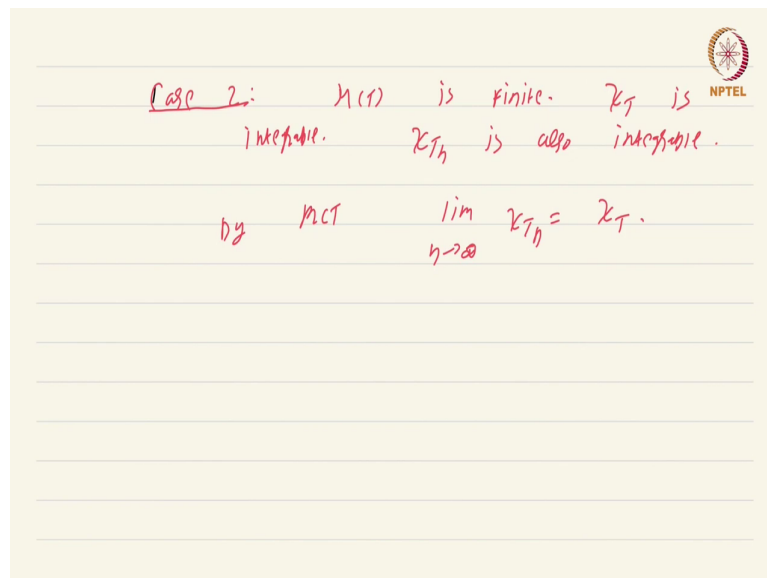 NPTEL
Case 2: μ(T) is finite. χ_T is
integrable. χ_{T_n} is also integrable.
By MCT lim_{n→∞} χ_{T_n} = χ_T.